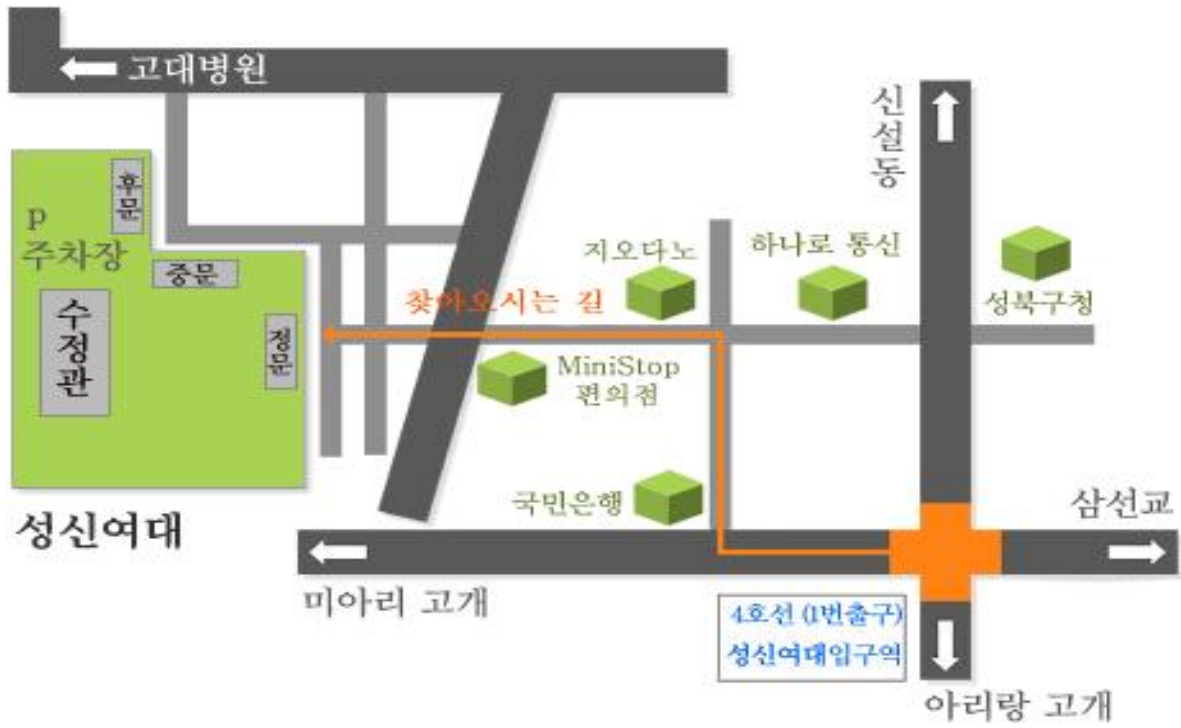 고대병원
신설동
후문
p
주차장
중문
수정관
정문
지오다노
하나로 통신
성북구청
찾아오시는 길
MiniStop
편의점
국민은행
삼선교
성신여대
미아리 고개
4호선 (1번출구)
성신여대입구역
아리랑 고개